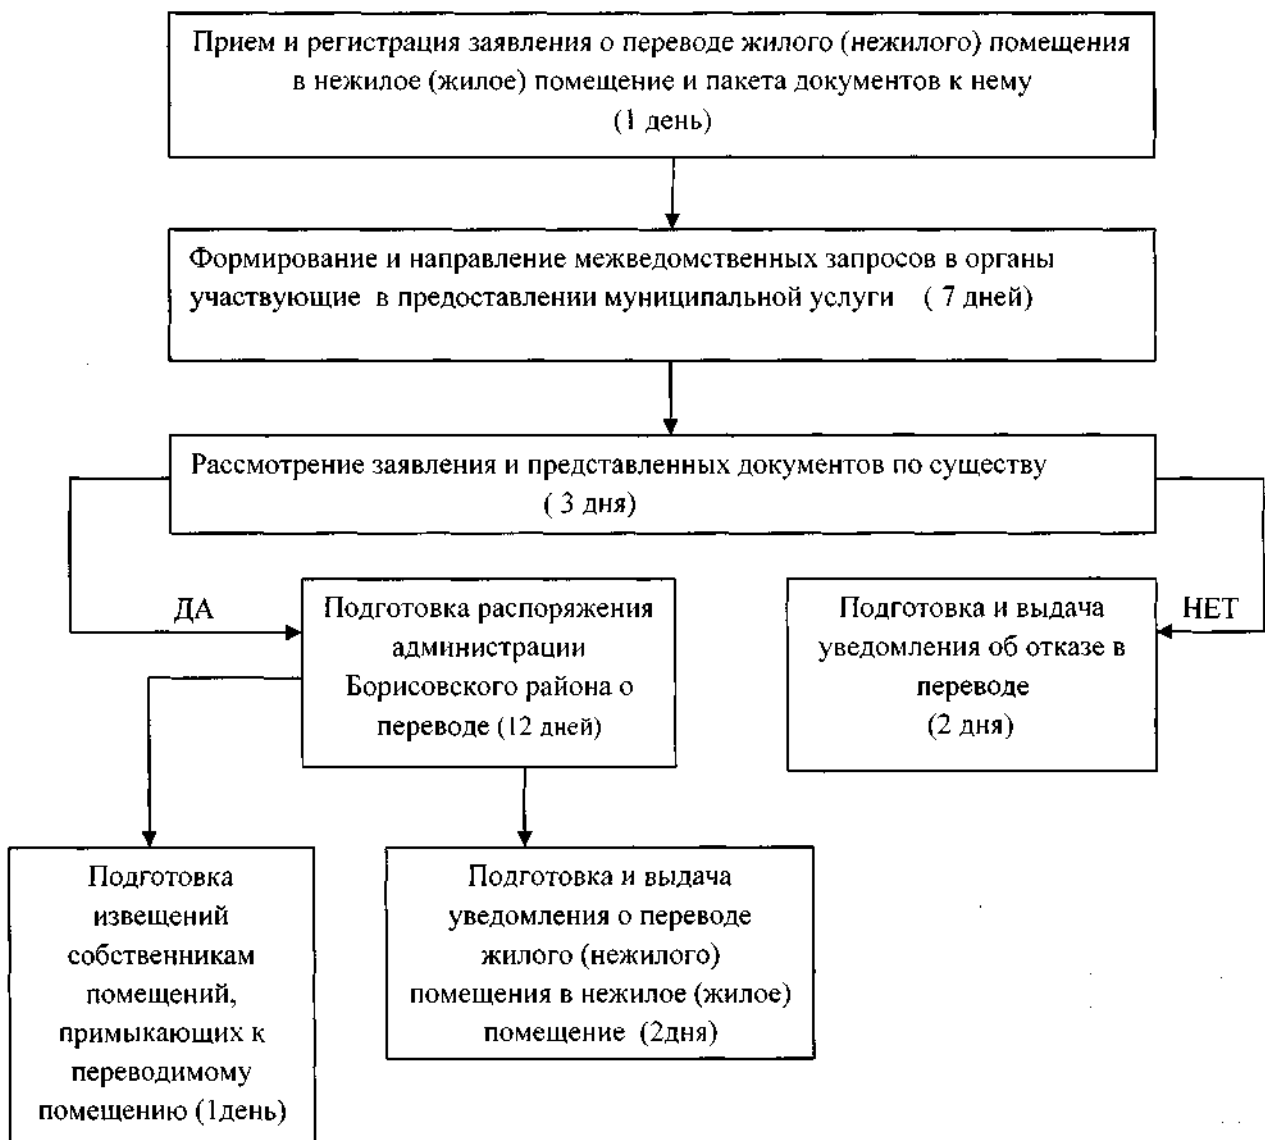 Прием и регистрация заявления о переводе жилого (нежилого) помещения
в нежилое (жилое) помещение и пакета документов к нему
(1 день)
Формирование и направление межведомственных запросов в органы
участвующие в предоставлении муниципальной услуги ( 7 дней)
Рассмотрение заявления и представленных документов по существу
( 3 дня)
ДА
Подготовка распоряжения
администрации
Борисовского района о
переводе (12 дней)
Подготовка и выдача
уведомления об отказе в
переводе
(2 дня)
НЕТ
Подготовка
извещений
собственникам
помещений,
примыкающих к
переводимому
помещению (1день)
Подготовка и выдача
уведомления о переводе
жилого (нежилого)
помещения в нежилое (жилое)
помещение (2дня)